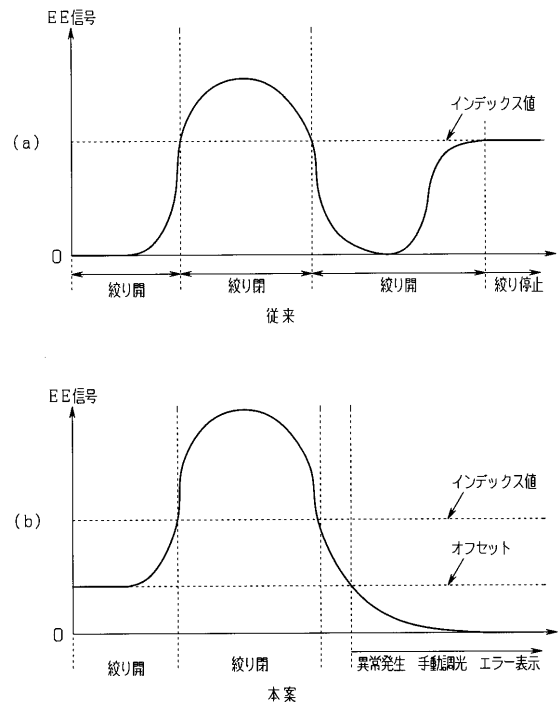 EE信号
インデックス値
(a)
0
絞り開
絞り閉
絞り開
絞り停止
従来
EE信号
インデックス値
(b)
オフセット
0
絞り開
絞り閉
異常発生 手動調光 エラー表示
本案